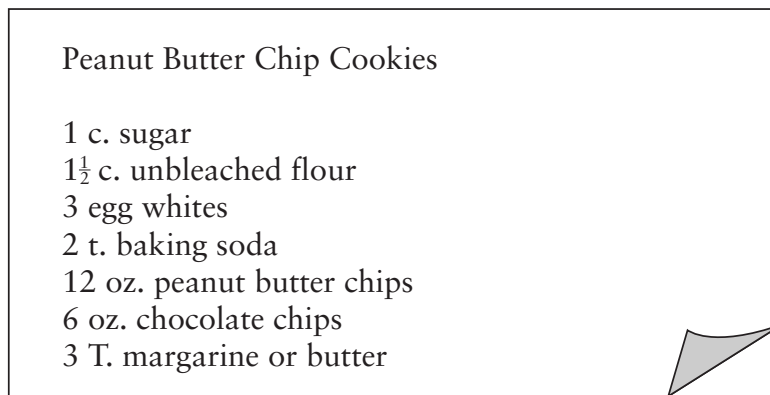 Peanut Butter Chip Cookies
1 c. sugar
1½ c. unbleached flour
3 egg whites
2 t. baking soda
12 oz. peanut butter chips
6 oz. chocolate chips
3 T. margarine or butter